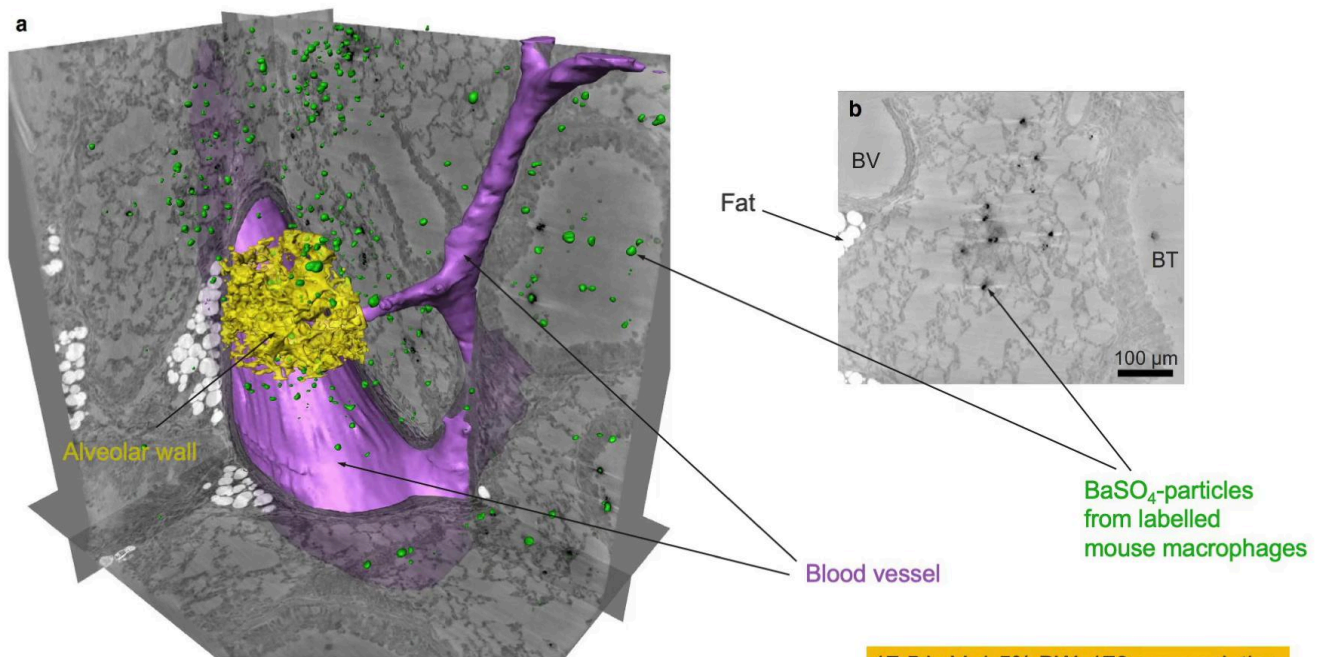 a
b
BV
Fat
BT
100 µm
Alveolar wall
BaSO₄-particles
from labelled
mouse macrophages
Blood vessel